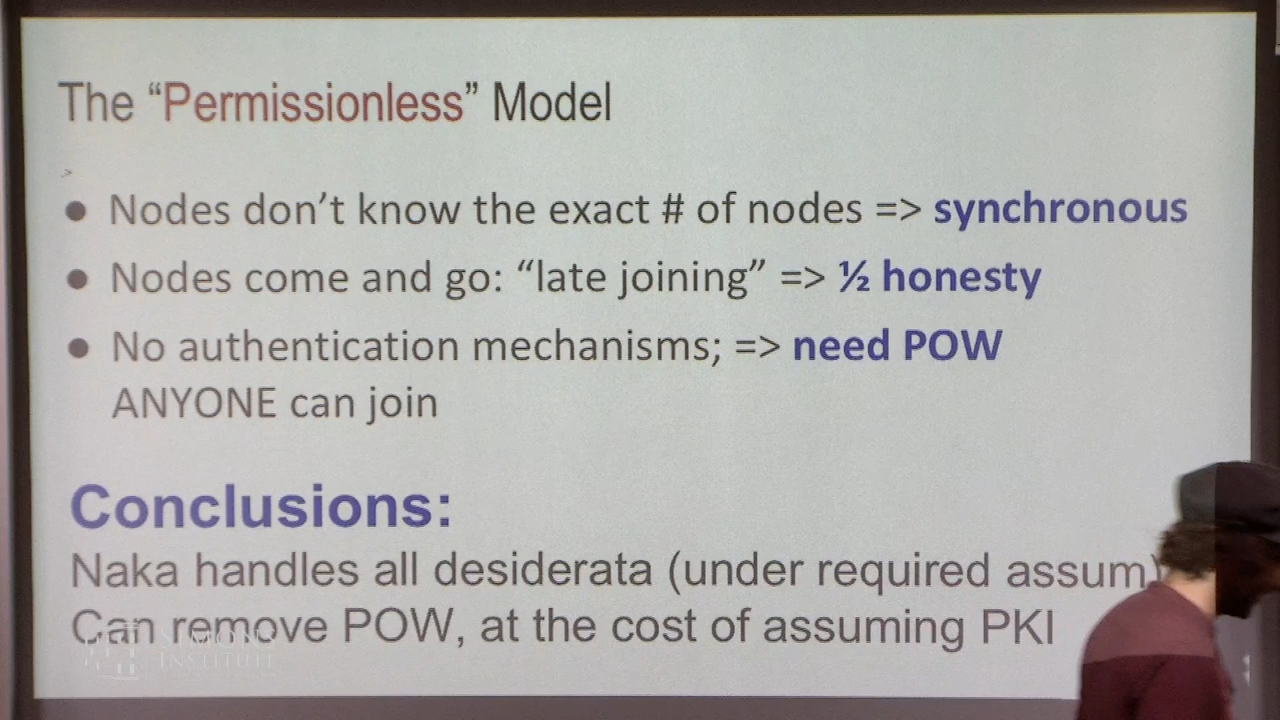 The “Permissionless” Model
● Nodes don’t know the exact # of nodes => synchronous
● Nodes come and go: “late joining” => ½ honesty
● No authentication mechanisms; => need POW
ANYONE can join
Conclusions:
Naka handles all desiderata (under required assum)
Can remove POW, at the cost of assuming PKI
SIMONS
INSTITUTE